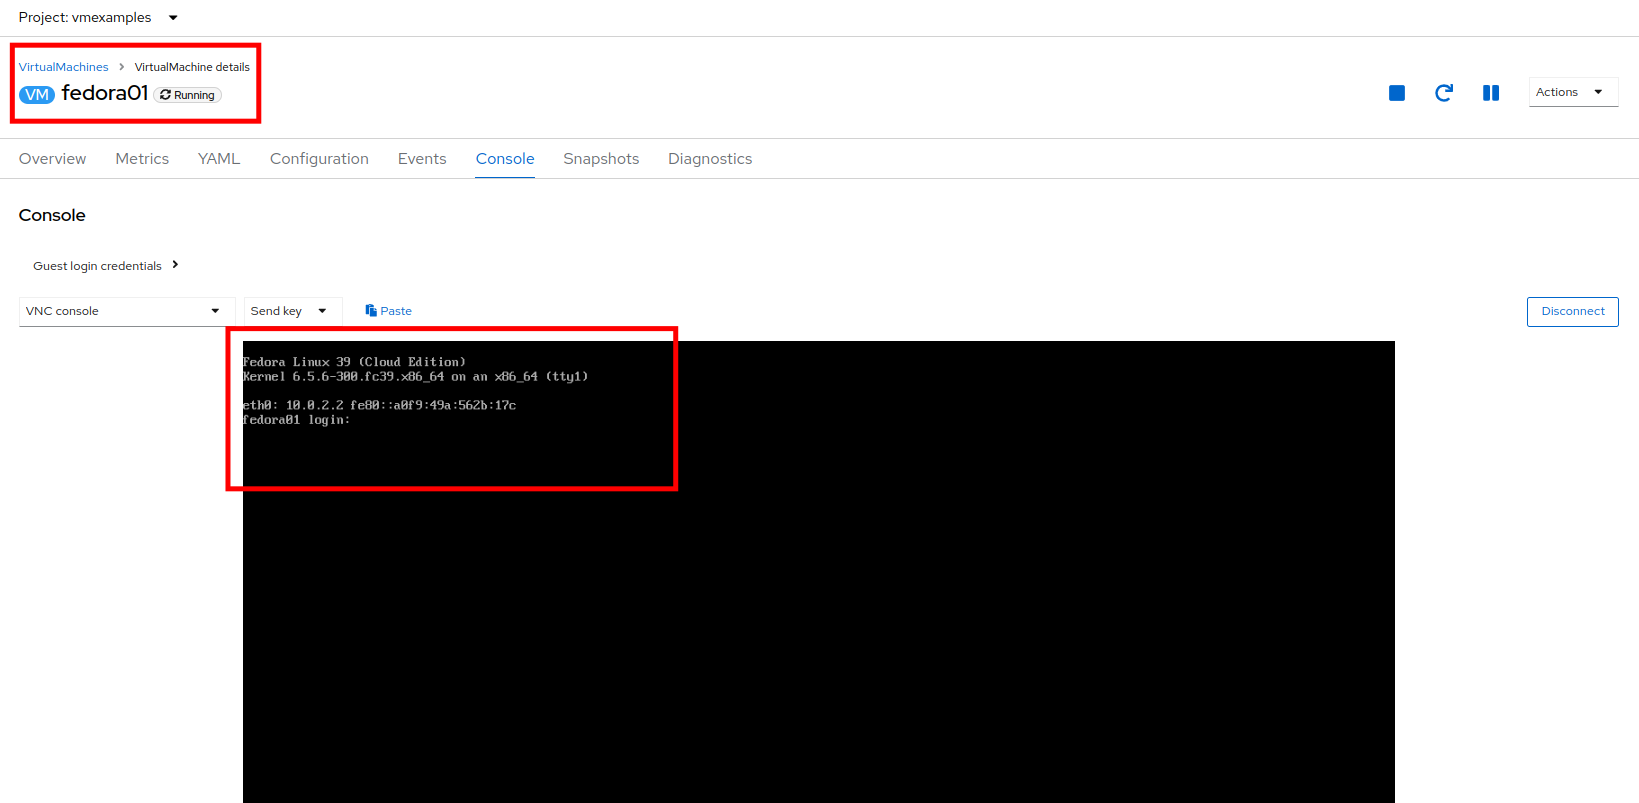 Project: vmexamples
VirtualMachines > VirtualMachine details
VM fedora01 Running
Actions
Overview Metrics YAML Configuration Events Console Snapshots Diagnostics
Console
Guest login credentials
VNC console Send key Paste Disconnect
Fedora Linux 39 (Cloud Edition)
Kernel 6.5.6-300.fc39.x86_64 on an x86_64 (tty1)
eth0: 10.0.2.2 fe80::a0f9:49a:562b:17c
fedora01 login: